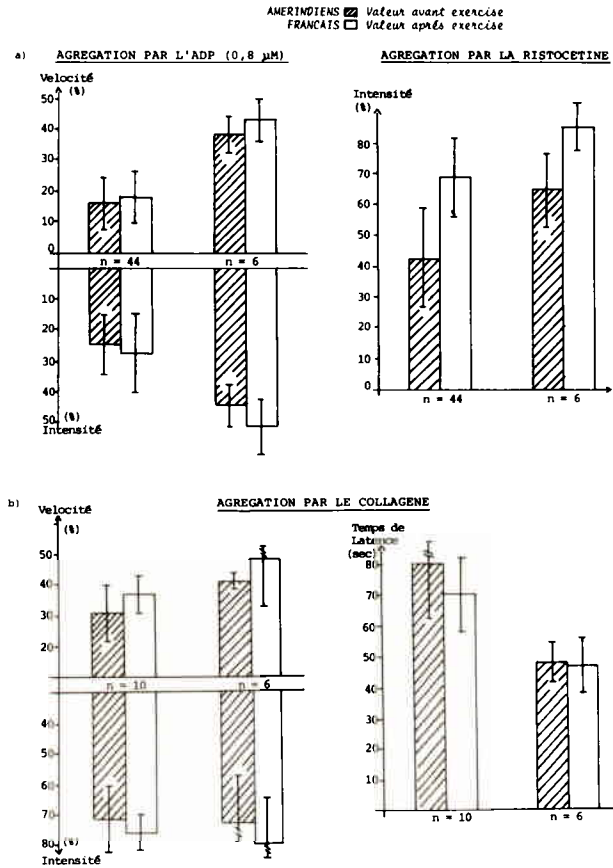 AMERINDIENS Valeur avant exercise
FRANCAIS Valeur aprés exercise
a) AGREGATION PAR L'ADP (0,8 µM)
Velocité
(%)
50
40
30
20
10
0
n = 44 n = 6
10
20
30
40
50 (%)
Intensité
AGREGATION PAR LA RISTOCETINE
Intensité
(%)
80
70
60
50
40
30
20
10
0
n = 44 n = 6
b) AGREGATION PAR LE COLLAGENE
Velocité
(%)
50
40
30
20
n = 10 n = 6
40
50
60
70
80 (%)
Intensité
Temps de
Latence
(sec)
80
70
60
50
40
30
20
10
n = 10 n = 6